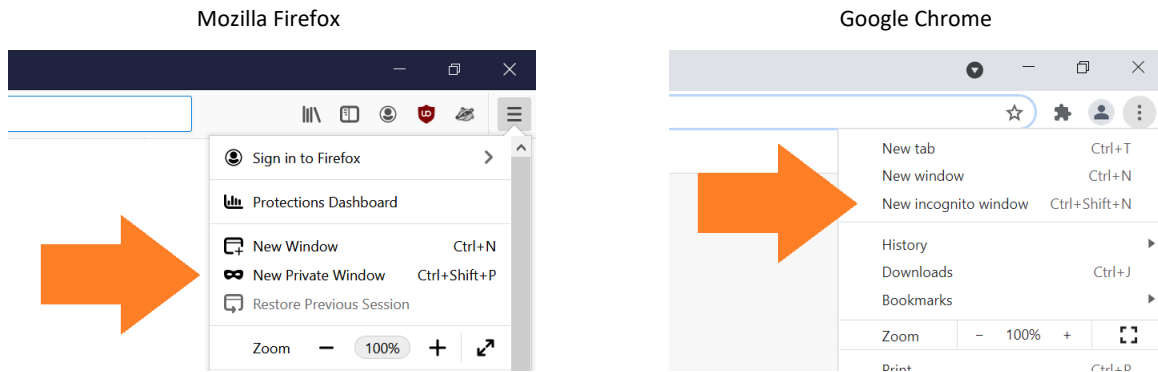 Mozilla Firefox
Sign in to Firefox
Protections Dashboard
New Window Ctrl+N
New Private Window Ctrl+Shift+P
Restore Previous Session
Zoom − 100% +
Google Chrome
New tab Ctrl+T
New window Ctrl+N
New incognito window Ctrl+Shift+N
History
Downloads Ctrl+J
Bookmarks
Zoom − 100% +
Print Ctrl+P